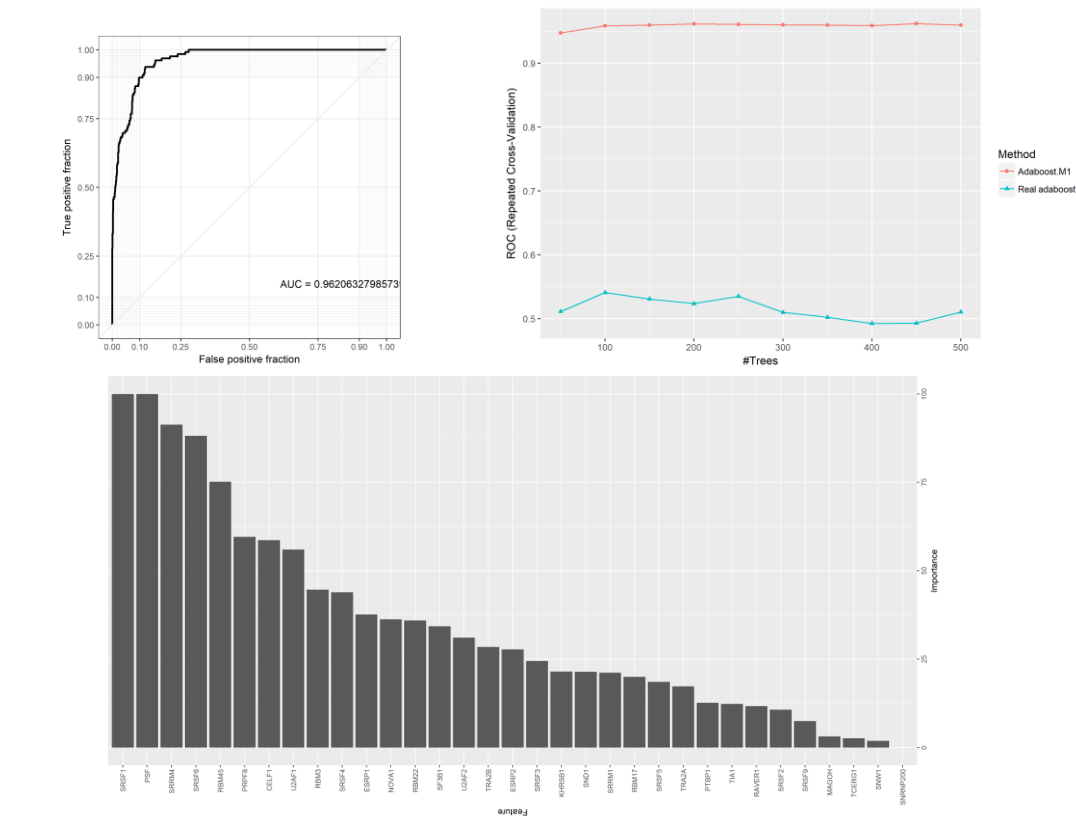 1.00
0.90
0.75
0.50
0.25
0.10
0.00
True positive fraction
AUC = 0.9620632798573
0.00 0.10 0.25 0.50 0.75 0.90 1.00
False positive fraction
0.9
0.8
0.7
0.6
0.5
ROC (Repeated Cross-Validation)
100 200 300 400 500
#Trees
Method
Adaboost.M1
Real adaboost
100
75
50
25
0
Importance
SRSF1
PSF
SRRM4
SRSF6
RBM45
PRPF8
CELF1
U2AF1
RBM3
SRSF4
ESRP1
NOVA1
RBM22
SF3B1
U2AF2
TRA2B
ESRP2
SRSF3
KHRSB1
SND1
SRRM1
RBM17
SRSF5
TRA2A
PTBP1
TIA1
RAVER1
SRSF2
SRSF9
MAGOH
TCERG1
SNW1
SNRNP200
Feature